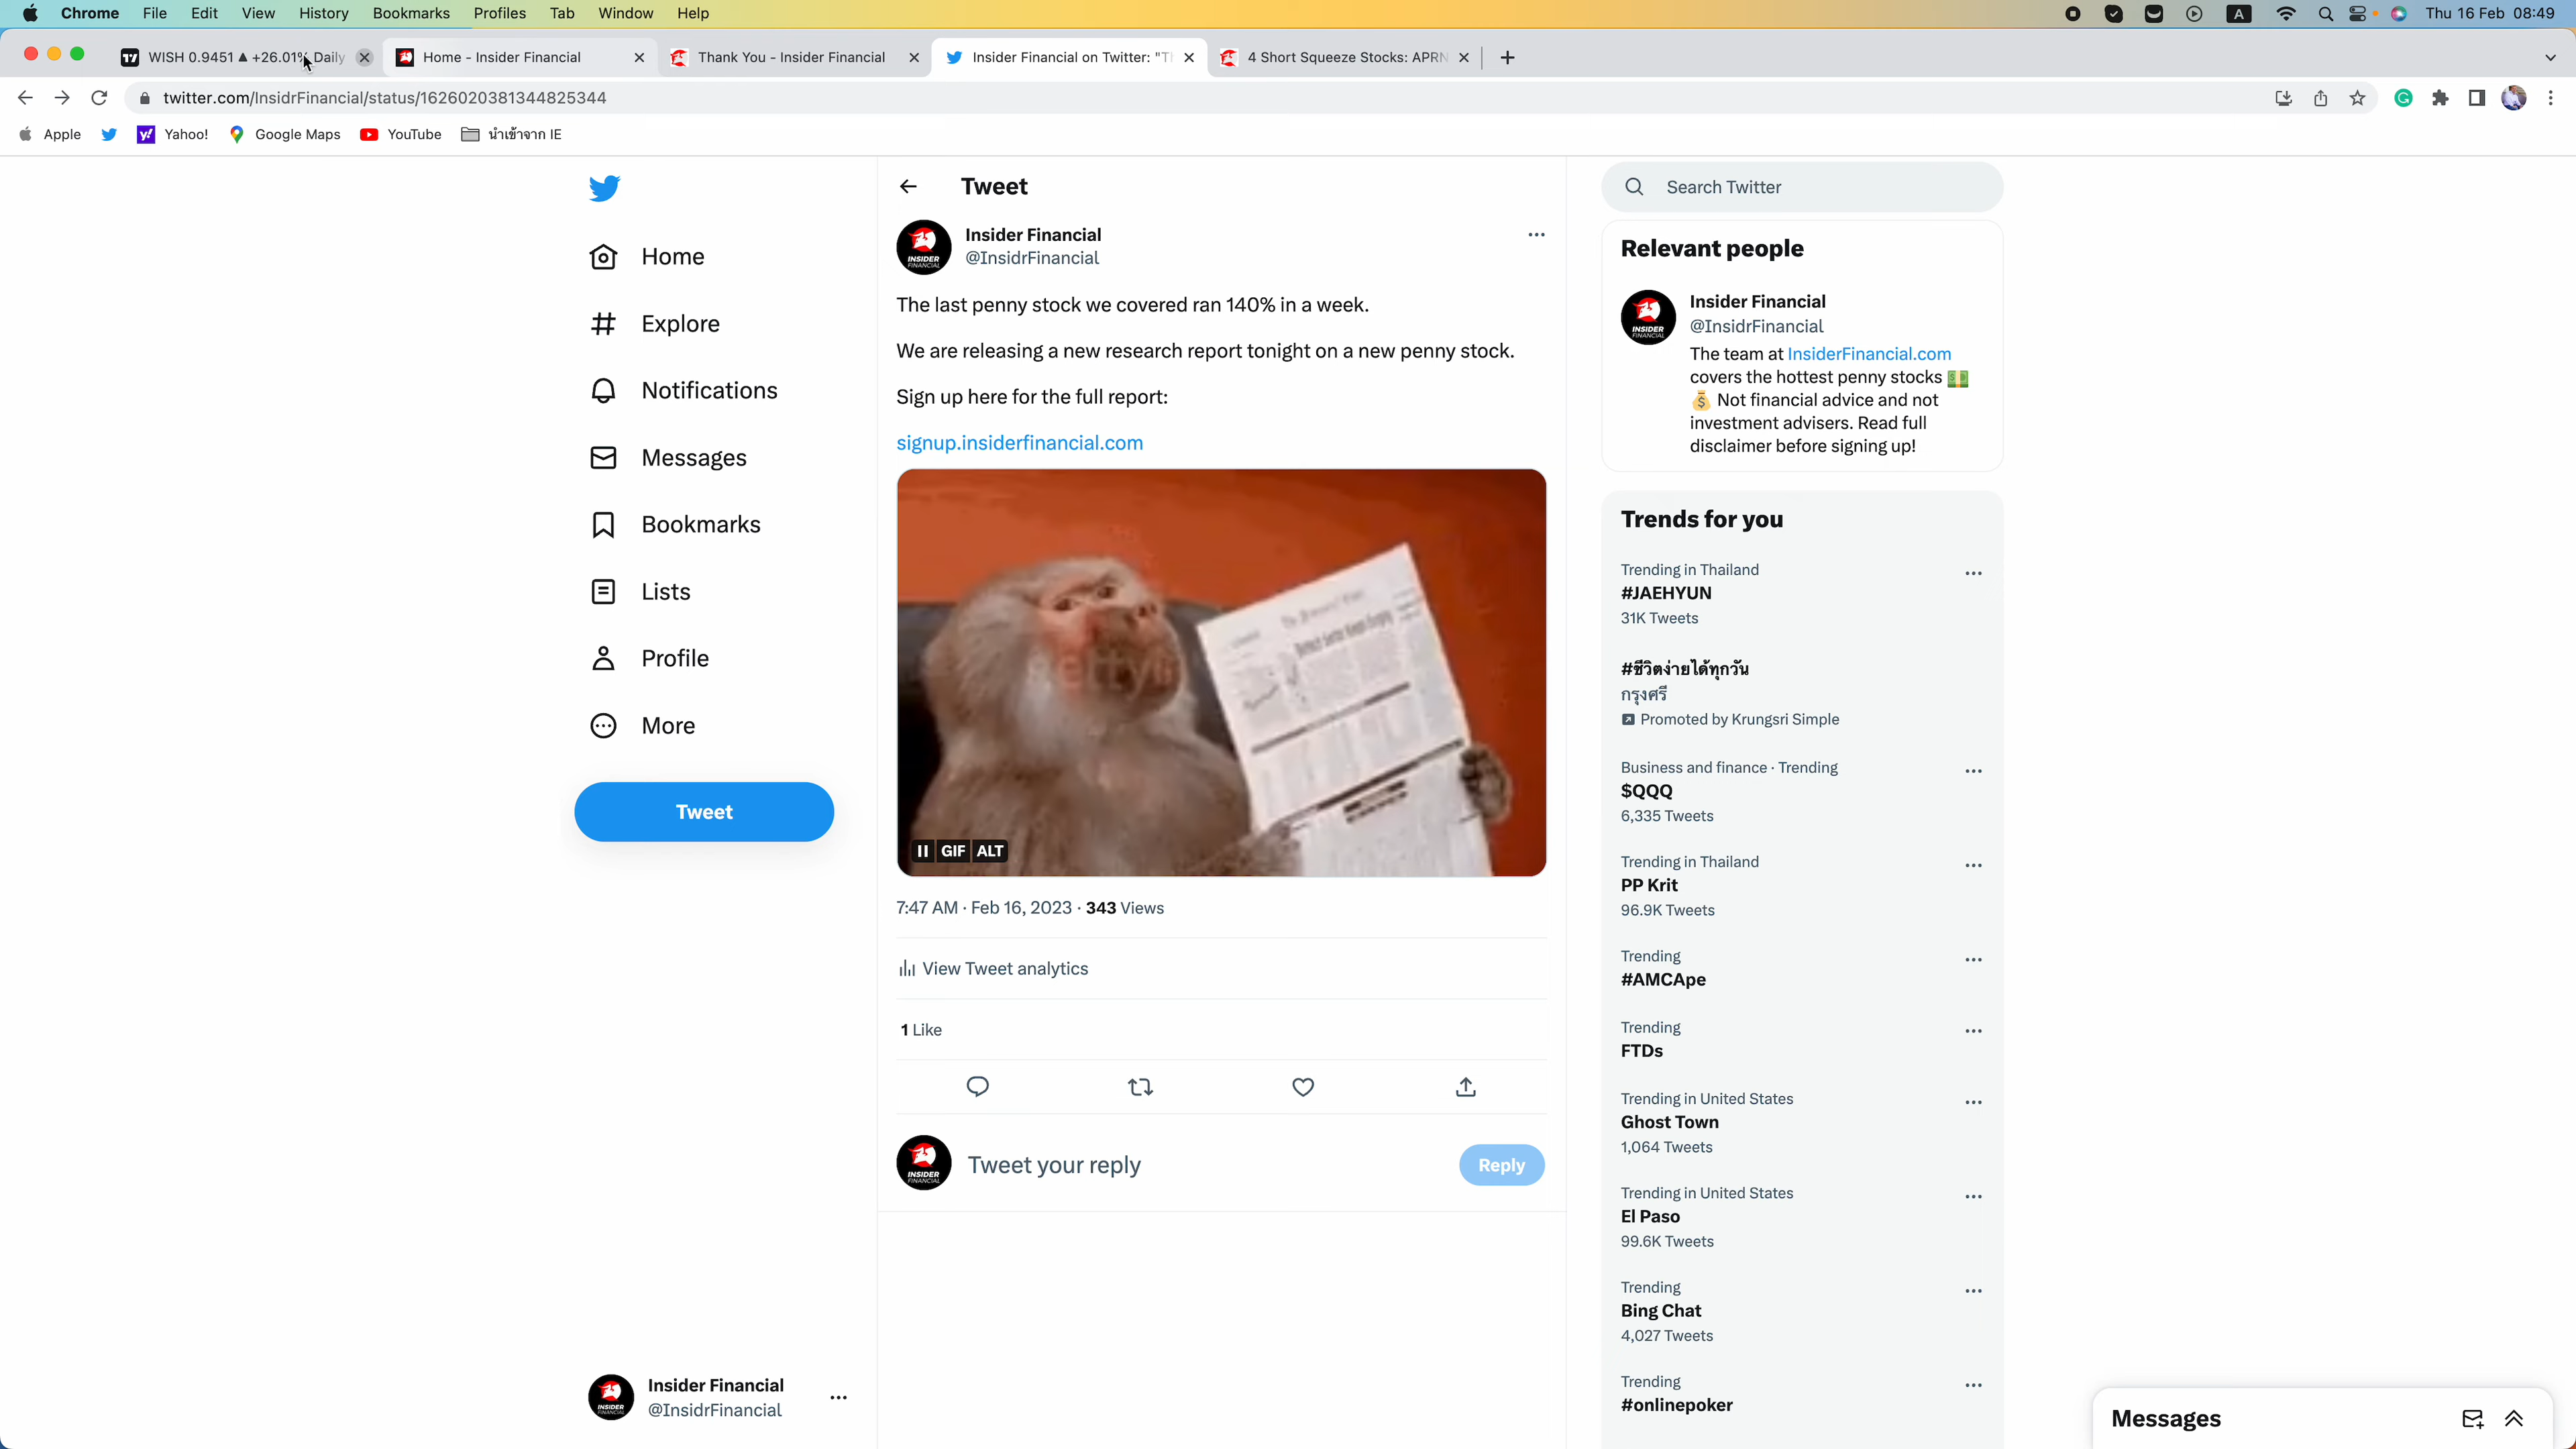 Chrome File Edit View History Bookmarks Profiles Tab Window Help
A Thu 16 Feb 08:49
WISH 0.9451 ▲ +26.01% Daily
Home - Insider Financial
Thank You - Insider Financial
Insider Financial on Twitter: "Th
4 Short Squeeze Stocks: APRN
twitter.com/InsidrFinancial/status/1626020381344825344
Apple Yahoo! Google Maps YouTube นำเข้าจาก IE
Home
Explore
Notifications
Messages
Bookmarks
Lists
Profile
More
Tweet
Insider Financial
@InsidrFinancial
Tweet
INSIDER
FINANCIAL
Insider Financial
@InsidrFinancial
The last penny stock we covered ran 140% in a week.
We are releasing a new research report tonight on a new penny stock.
Sign up here for the full report:
signup.insiderfinancial.com
GIF ALT
7:47 AM · Feb 16, 2023 · 343 Views
View Tweet analytics
1 Like
INSIDER
FINANCIAL
Tweet your reply
Reply
Search Twitter
Relevant people
INSIDER
FINANCIAL
Insider Financial
@InsidrFinancial
The team at InsiderFinancial.com
covers the hottest penny stocks 💵
💰 Not financial advice and not
investment advisers. Read full
disclaimer before signing up!
Trends for you
Trending in Thailand
#JAEHYUN
31K Tweets
#ชีวิตง่ายได้ทุกวัน
กรุงศรี
Promoted by Krungsri Simple
Business and finance · Trending
$QQQ
6,335 Tweets
Trending in Thailand
PP Krit
96.9K Tweets
Trending
#AMCApe
Trending
FTDs
Trending in United States
Ghost Town
1,064 Tweets
Trending in United States
El Paso
99.6K Tweets
Trending
Bing Chat
4,027 Tweets
Trending
#onlinepoker
Messages